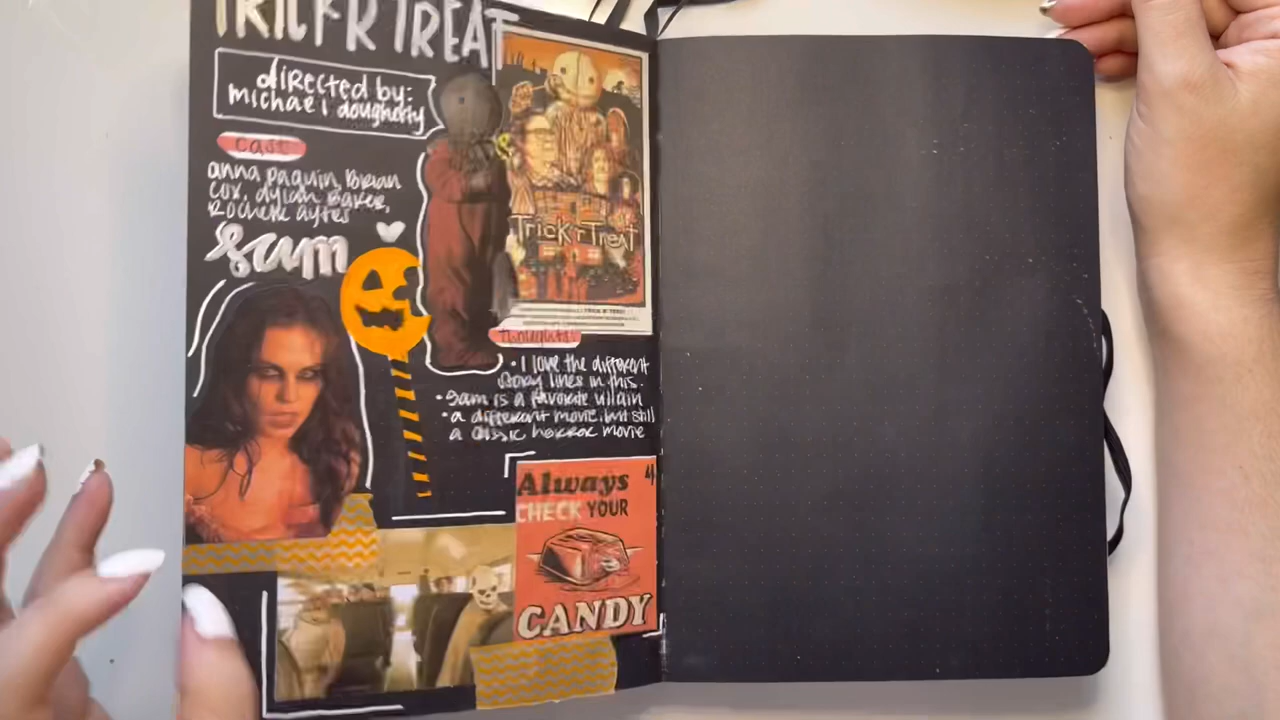 TRICK R TREAT
directed by:
michael dougherty
cast
anna paquin, Brian
cox, dylan Baker,
Rochelle aytes
sam
Trick'r Treat
thoughts:
• I love the different
story lines in this.
• Sam is a favorite villain
• a different movie, but still
a classic horror movie
Always
CHECK YOUR
CANDY